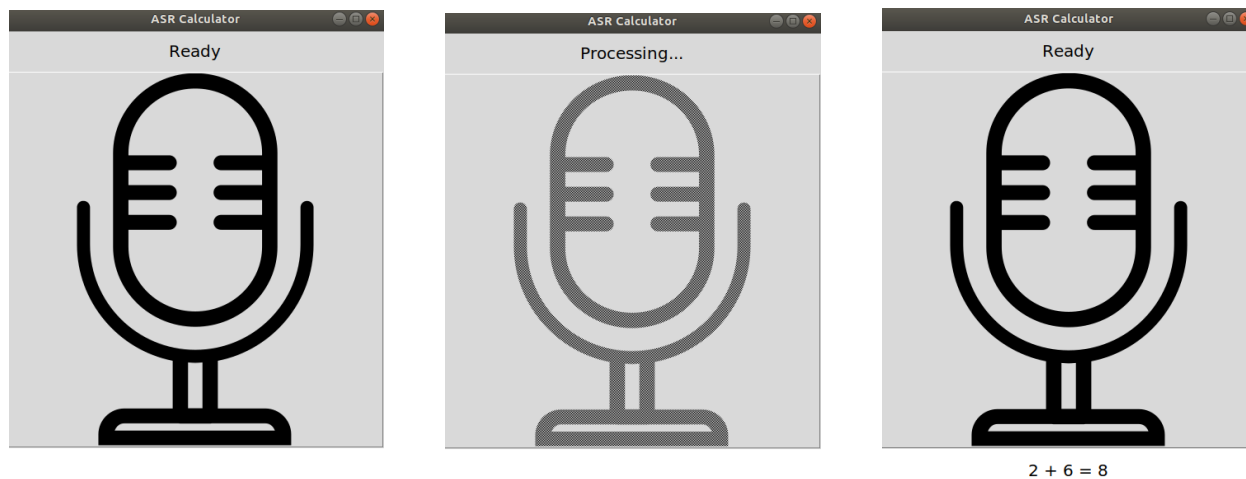 ASR Calculator
Ready
ASR Calculator
Processing...
ASR Calculator
Ready
2 + 6 = 8